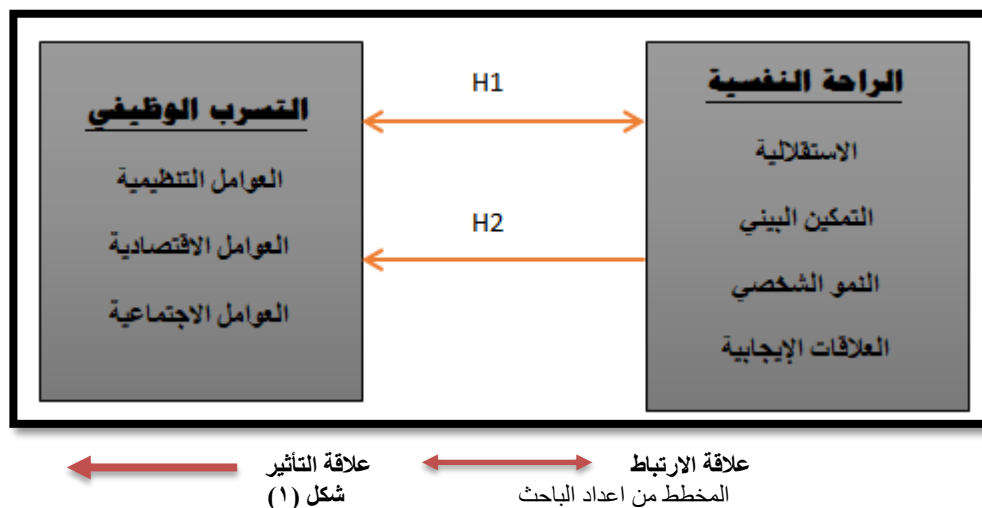 الراحة النفسية
الاستقلالية
التمكين البيني
النمو الشخصي
العلاقات الإيجابية
H1
H2
التسرب الوظيفي
العوامل التنظيمية
العوامل الاقتصادية
العوامل الاجتماعية
علاقة الارتباط
علاقة التأثير
المخطط من اعداد الباحث
شكل (١)